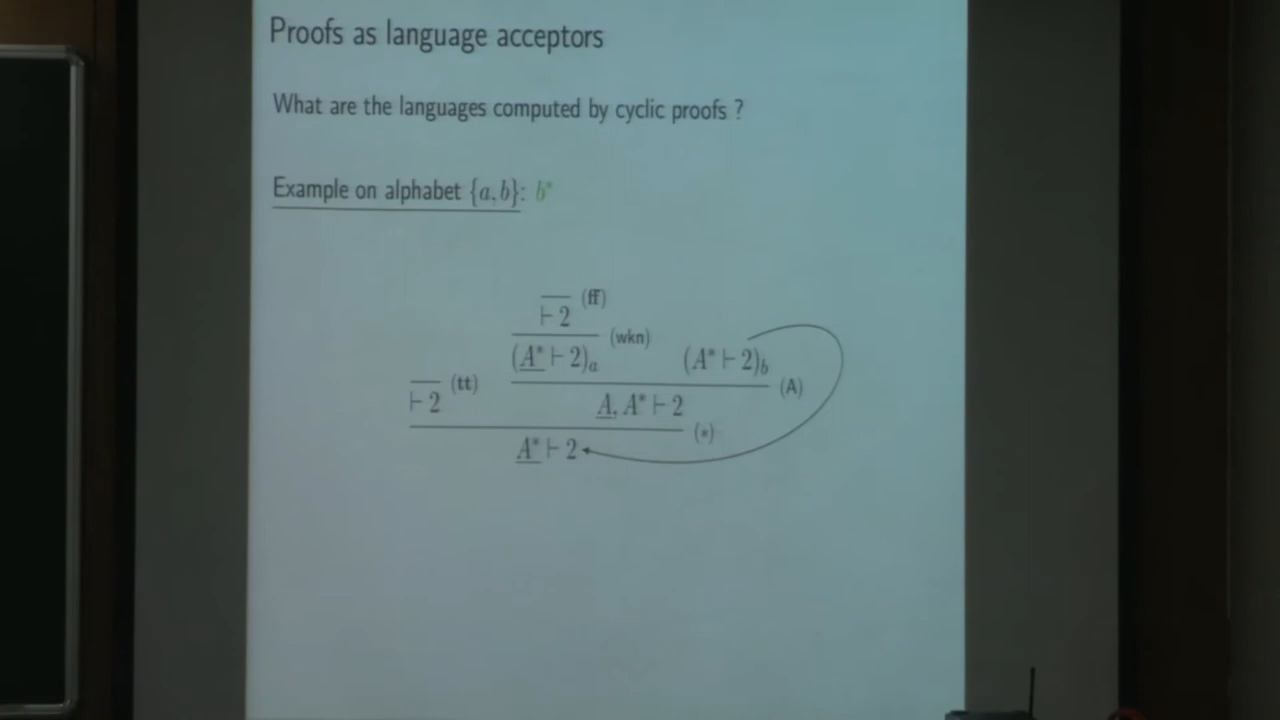 Proofs as language acceptors
What are the languages computed by cyclic proofs ?
Example on alphabet {a, b}: b*
(ff)
⊢ 2
(wkn)
(A* ⊢ 2)a (A* ⊢ 2)b
(tt) (A)
⊢ 2 A, A* ⊢ 2
(*)
A* ⊢ 2